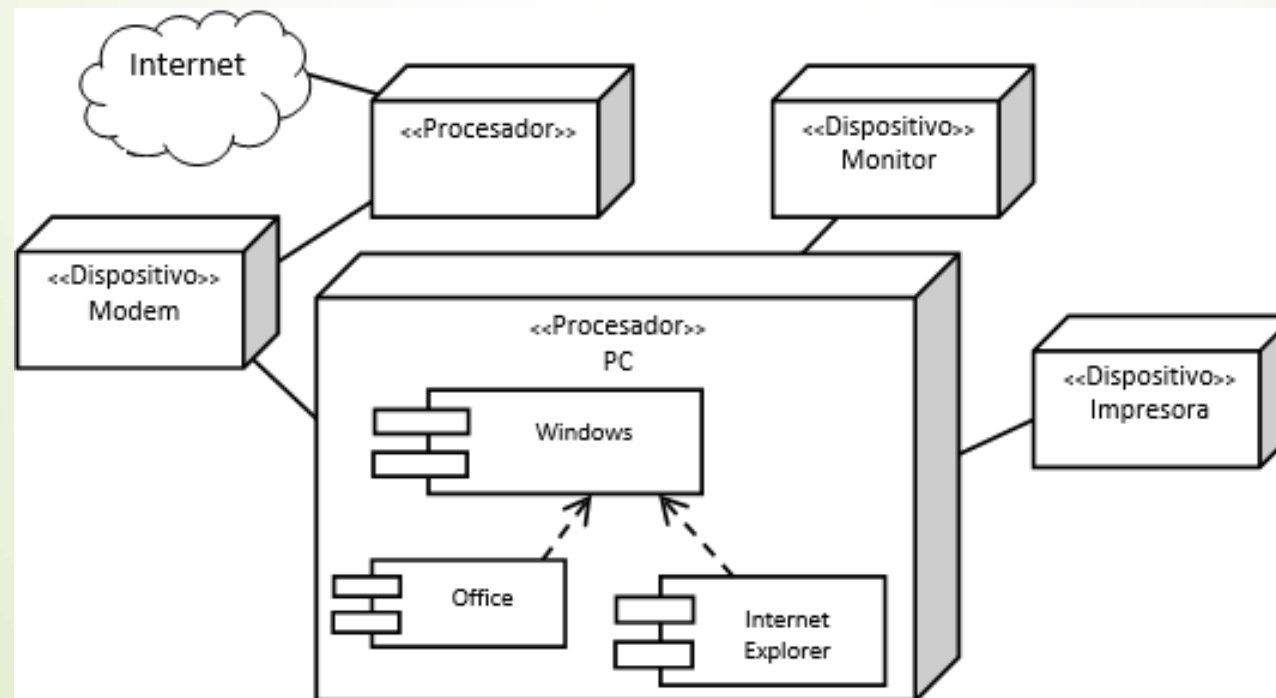 Internet
<<Procesador>>
<<Dispositivo>>
Monitor
<<Dispositivo>>
Modem
<<Procesador>>
PC
<<Dispositivo>>
Impresora
Windows
Office
Internet
Explorer